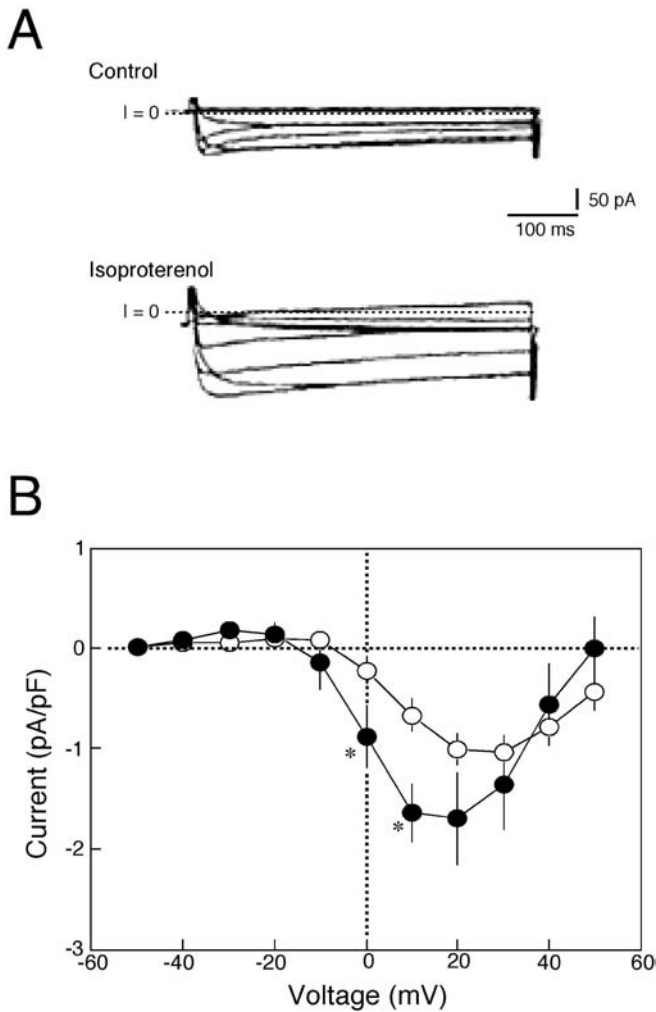 A
Control
I = 0
50 pA
100 ms
Isoproterenol
I = 0
B
1
0
-1
-2
-3
*
*
-60 -40 -20 0 20 40 60
Current (pA/pF)
Voltage (mV)